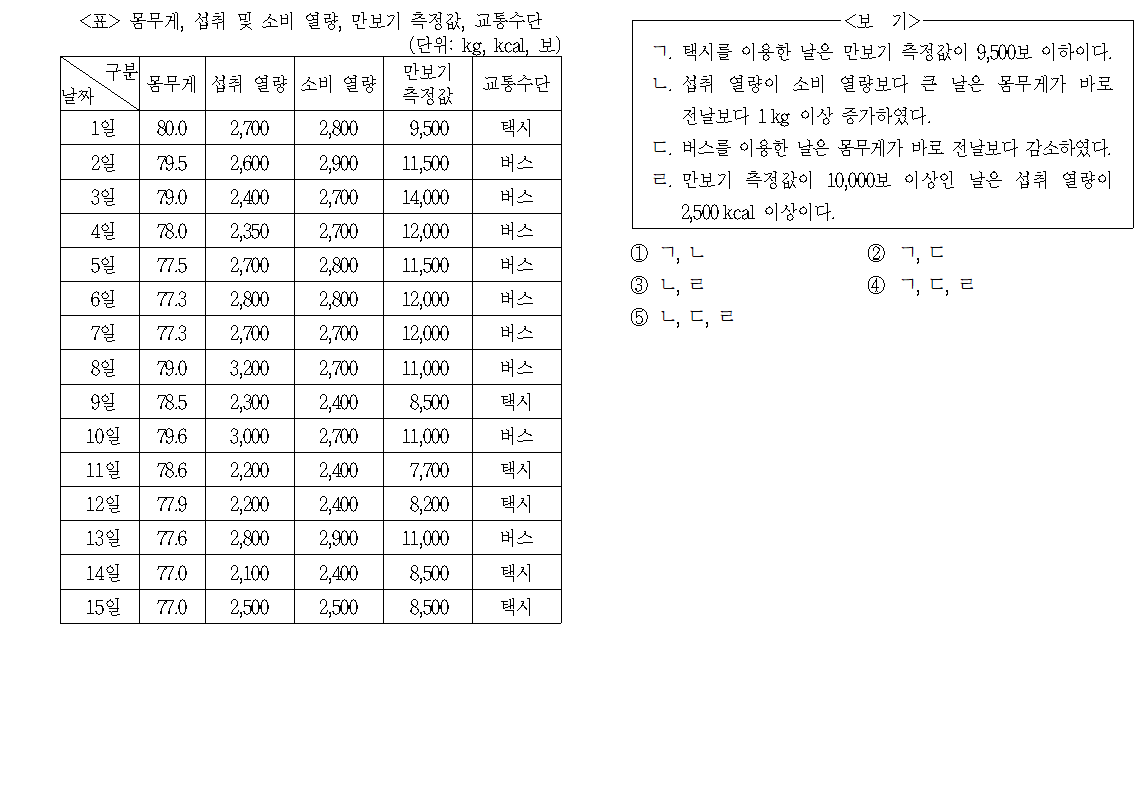 <표> 몸무게, 섭취 및 소비 열량, 만보기 측정값, 교통수단
(단위: kg, kcal, 보)
구분 날짜 몸무게 섭취 열량 소비 열량 만보기 측정값 교통수단
1일 80.0 2,700 2,800 9,500 택시
2일 79.5 2,600 2,900 11,500 버스
3일 79.0 2,400 2,700 14,000 버스
4일 78.0 2,350 2,700 12,000 버스
5일 77.5 2,700 2,800 11,500 버스
6일 77.3 2,800 2,800 12,000 버스
7일 77.3 2,700 2,700 12,000 버스
8일 79.0 3,200 2,700 11,000 버스
9일 78.5 2,300 2,400 8,500 택시
10일 79.6 3,000 2,700 11,000 버스
11일 78.6 2,200 2,400 7,700 택시
12일 77.9 2,200 2,400 8,200 택시
13일 77.6 2,800 2,900 11,000 버스
14일 77.0 2,100 2,400 8,500 택시
15일 77.0 2,500 2,500 8,500 택시
<보 기>
ㄱ. 택시를 이용한 날은 만보기 측정값이 9,500보 이하이다.
ㄴ. 섭취 열량이 소비 열량보다 큰 날은 몸무게가 바로
전날보다 1 kg 이상 증가하였다.
ㄷ. 버스를 이용한 날은 몸무게가 바로 전날보다 감소하였다.
ㄹ. 만보기 측정값이 10,000보 이상인 날은 섭취 열량이
2,500 kcal 이상이다.
① ㄱ, ㄴ ② ㄱ, ㄷ
③ ㄴ, ㄹ ④ ㄱ, ㄷ, ㄹ
⑤ ㄴ, ㄷ, ㄹ